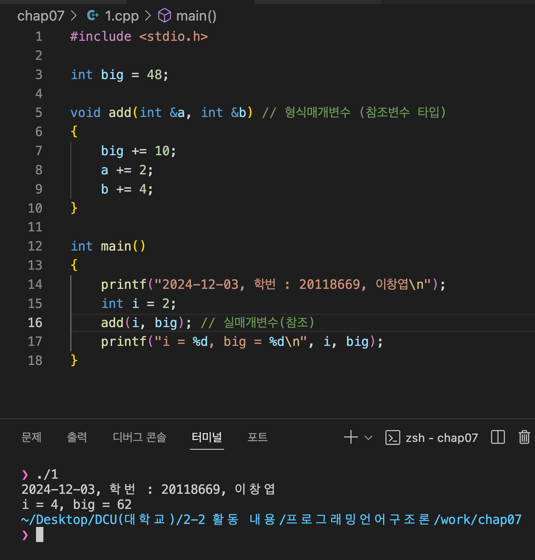 chap07 > C++ 1.cpp > main()
1 #include <stdio.h>
2
3 int big = 48;
4
5 void add(int &a, int &b) // 형식매개변수 (참조변수 타입)
6 {
7     big += 10;
8     a += 2;
9     b += 4;
10 }
11
12 int main()
13 {
14     printf("2024-12-03, 학번 : 20118669, 이창엽\n");
15     int i = 2;
16     add(i, big); // 실매개변수(참조)
17     printf("i = %d, big = %d\n", i, big);
18 }
문제 출력 디버그 콘솔 터미널 포트 zsh - chap07
❯ ./1
2024-12-03, 학번 : 20118669, 이창엽
i = 4, big = 62
~/Desktop/DCU(대학교)/2-2 활동 내용/프로그래밍언어구조론/work/chap07
❯